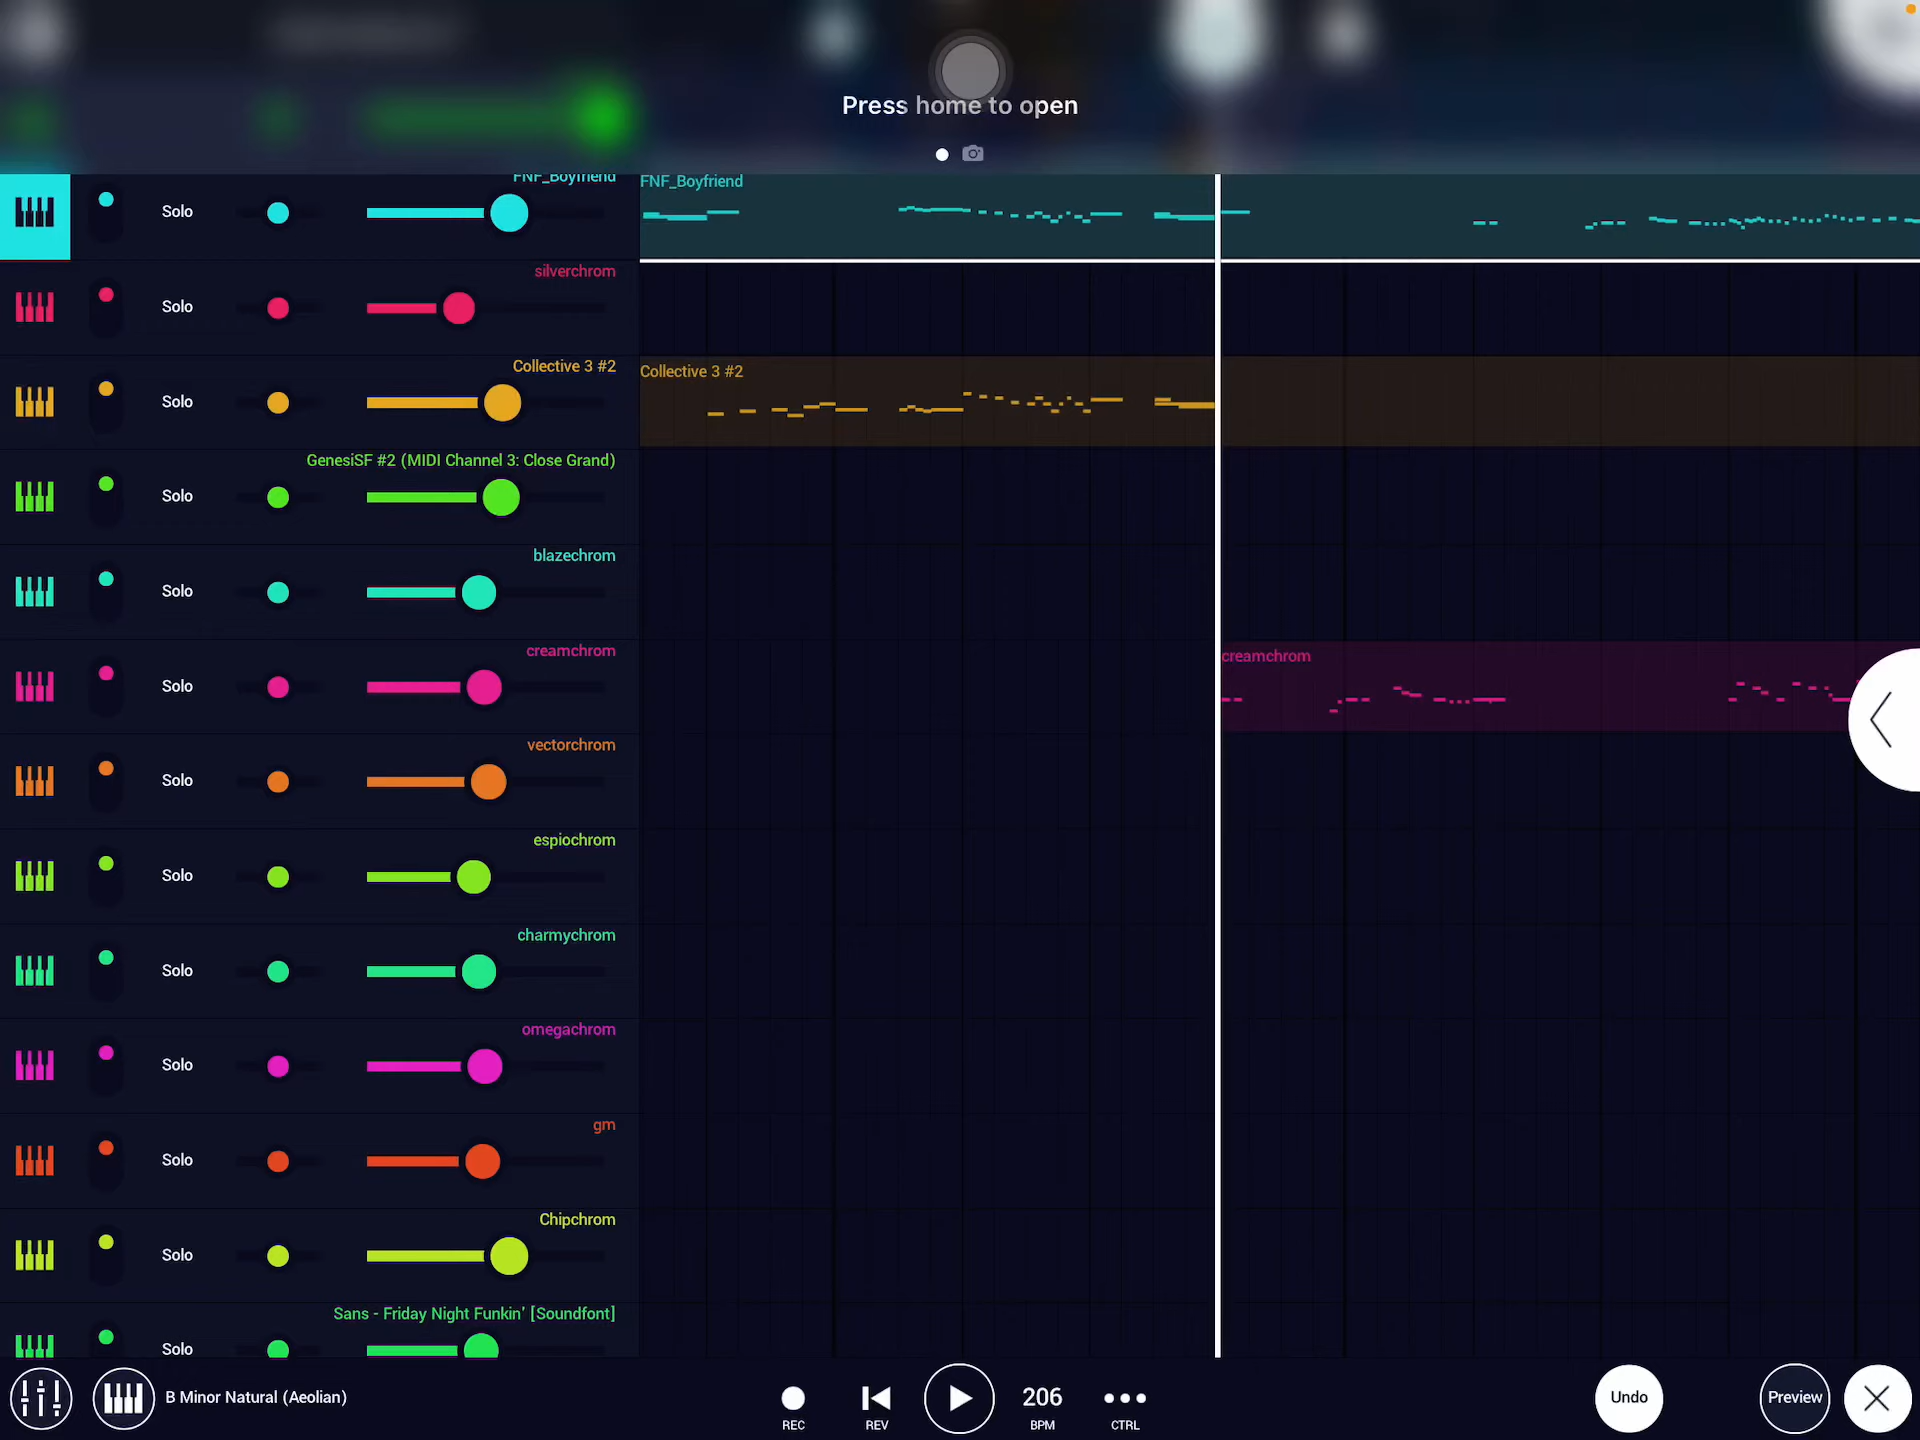 Press home to open
FNF_Boyfriend
FNF_Boyfriend
Solo
silverchrom
Solo
Collective 3 #2
Collective 3 #2
Solo
GenesiSF #2 (MIDI Channel 3: Close Grand)
Solo
blazechrom
Solo
creamchrom
creamchrom
Solo
vectorchrom
Solo
espiochrom
Solo
charmychrom
Solo
omegachrom
Solo
gm
Solo
Chipchrom
Solo
Sans - Friday Night Funkin' [Soundfont]
Solo
B Minor Natural (Aeolian)
REC
REV
206
BPM
CTRL
Undo
Preview